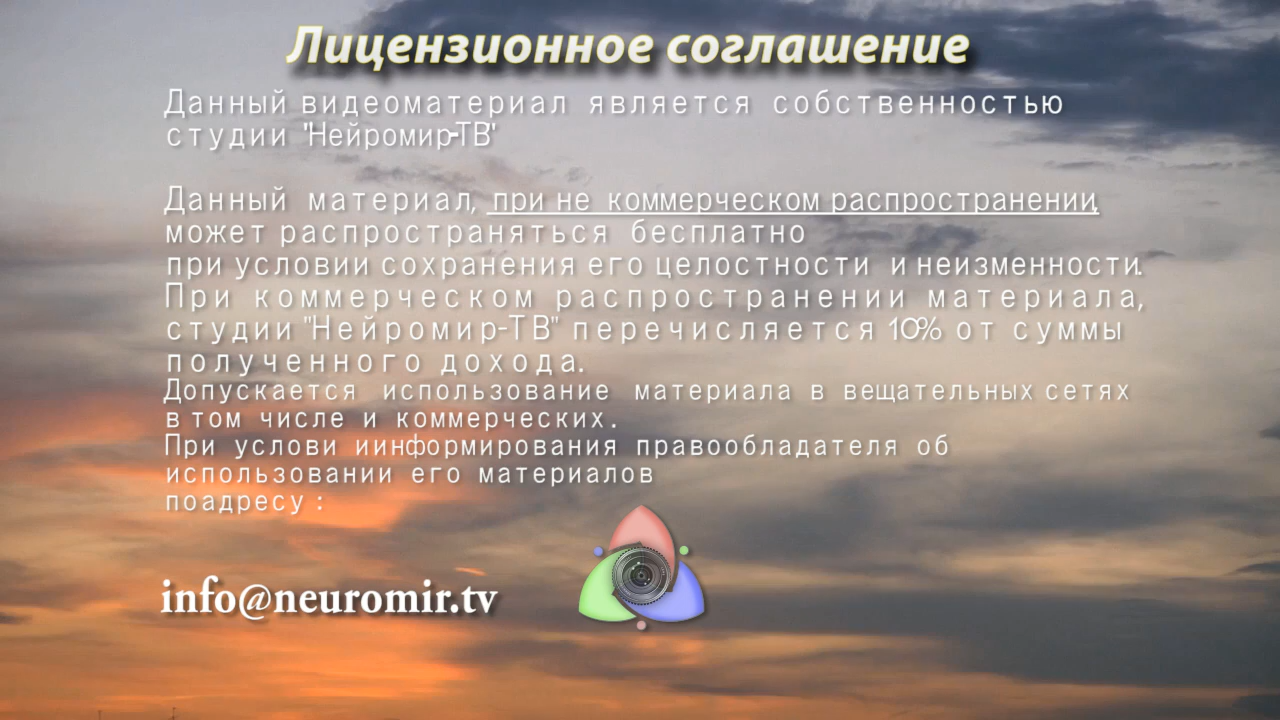 Лицензионное соглашение
Данный видеоматериал является собственностью
студии "Нейромир-ТВ"
Данный материал, при не коммерческом распространении,
может распространяться бесплатно
при условии сохранения его целостности и неизменности.
При коммерческом распространении материала,
студии "Нейромир-ТВ" перечисляется 10% от суммы
полученного дохода.
Допускается использование материала в вещательных сетях
в том числе и коммерческих.
При услови иинформирования правообладателя об
использовании его материалов
поадресу :
info@neuromir.tv